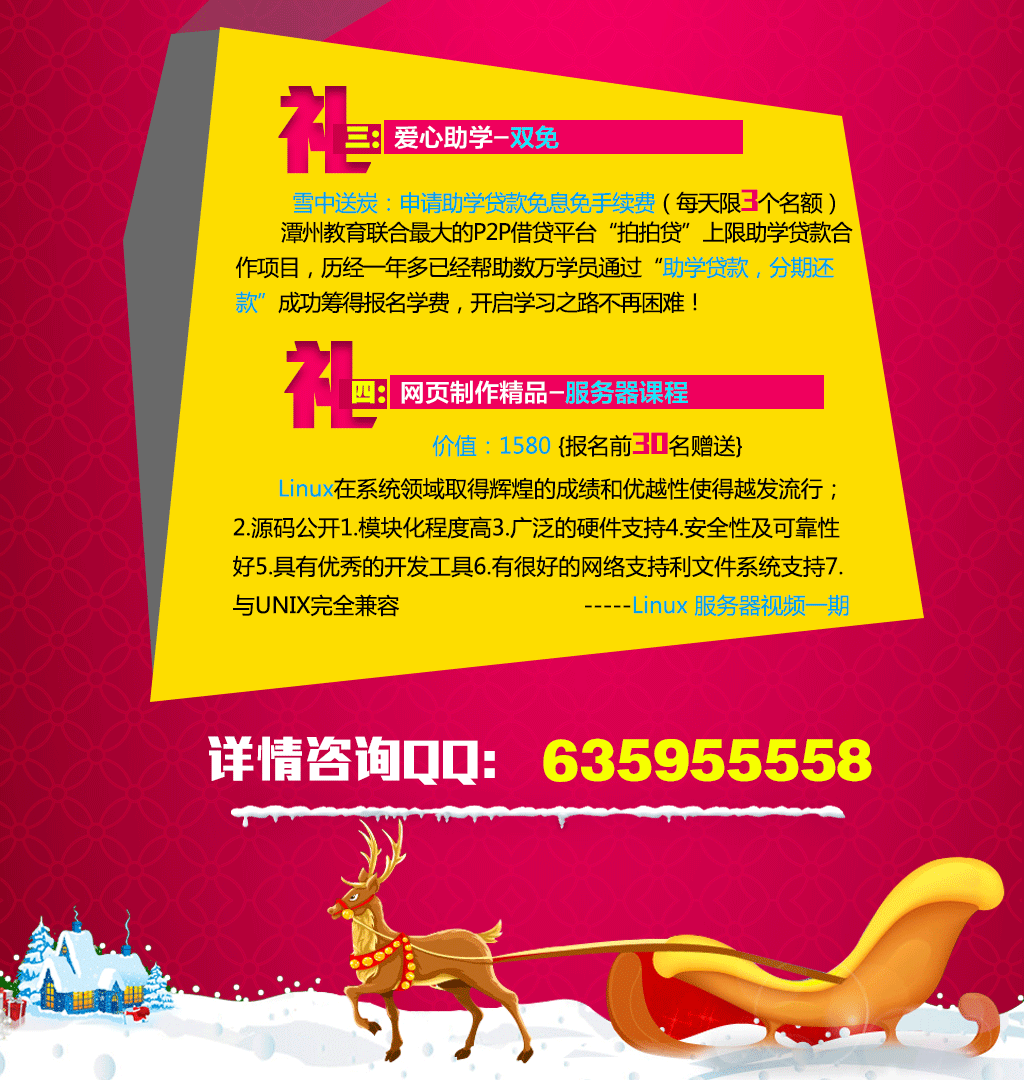 礼三:爱心助学-双免
雪中送炭：申请助学贷款免息免手续费（每天限3个名额）
潭州教育联合最大的P2P借贷平台“拍拍贷”上限助学贷款合
作项目，历经一年多已经帮助数万学员通过“助学贷款，分期还
款”成功筹得报名学费，开启学习之路不再困难！
礼四:网页制作精品-服务器课程
价值：1580 {报名前30名赠送}
Linux在系统领域取得辉煌的成绩和优越性使得越发流行；
2.源码公开1.模块化程度高3.广泛的硬件支持4.安全性及可靠性
好5.具有优秀的开发工具6.有很好的网络支持利文件系统支持7.
与UNIX完全兼容 -----Linux 服务器视频一期
详情咨询QQ: 635955558